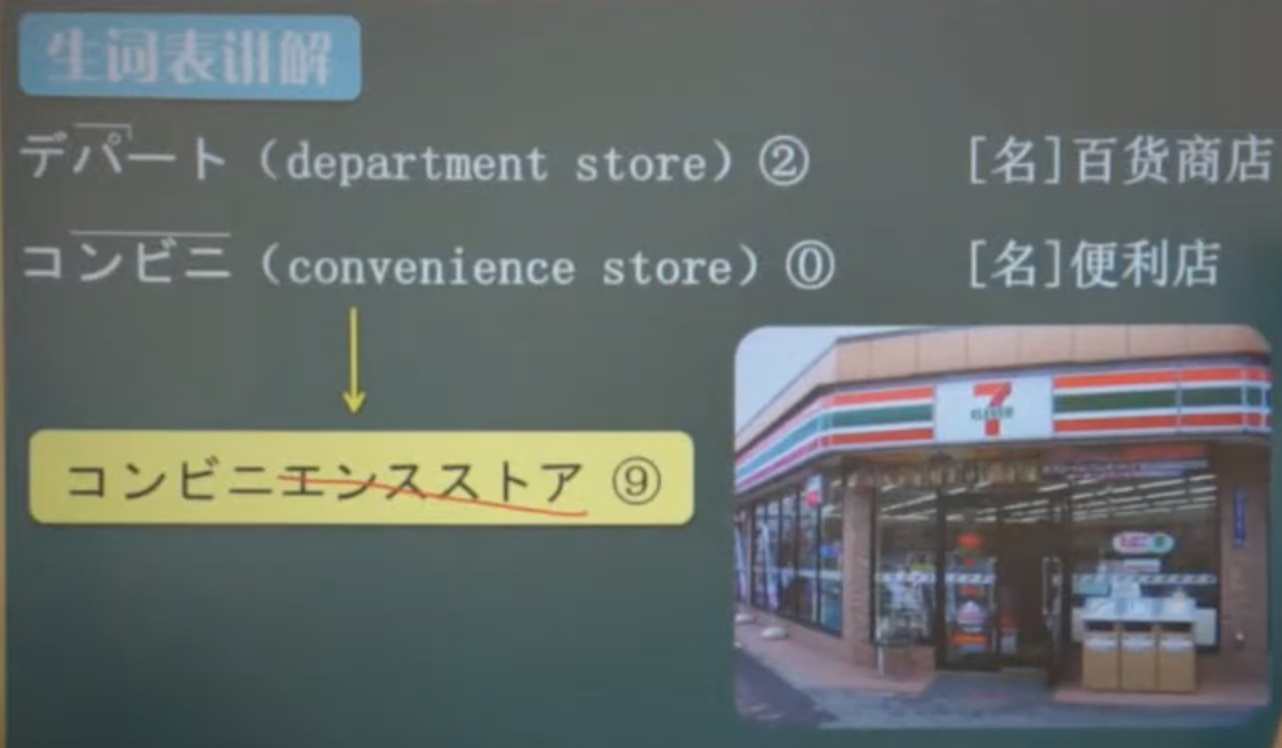 生词表讲解
デパート（department store）② [名]百货商店
コンビニ（convenience store）⓪ [名]便利店
コンビニエンスストア ⑨
7
ELEVEN